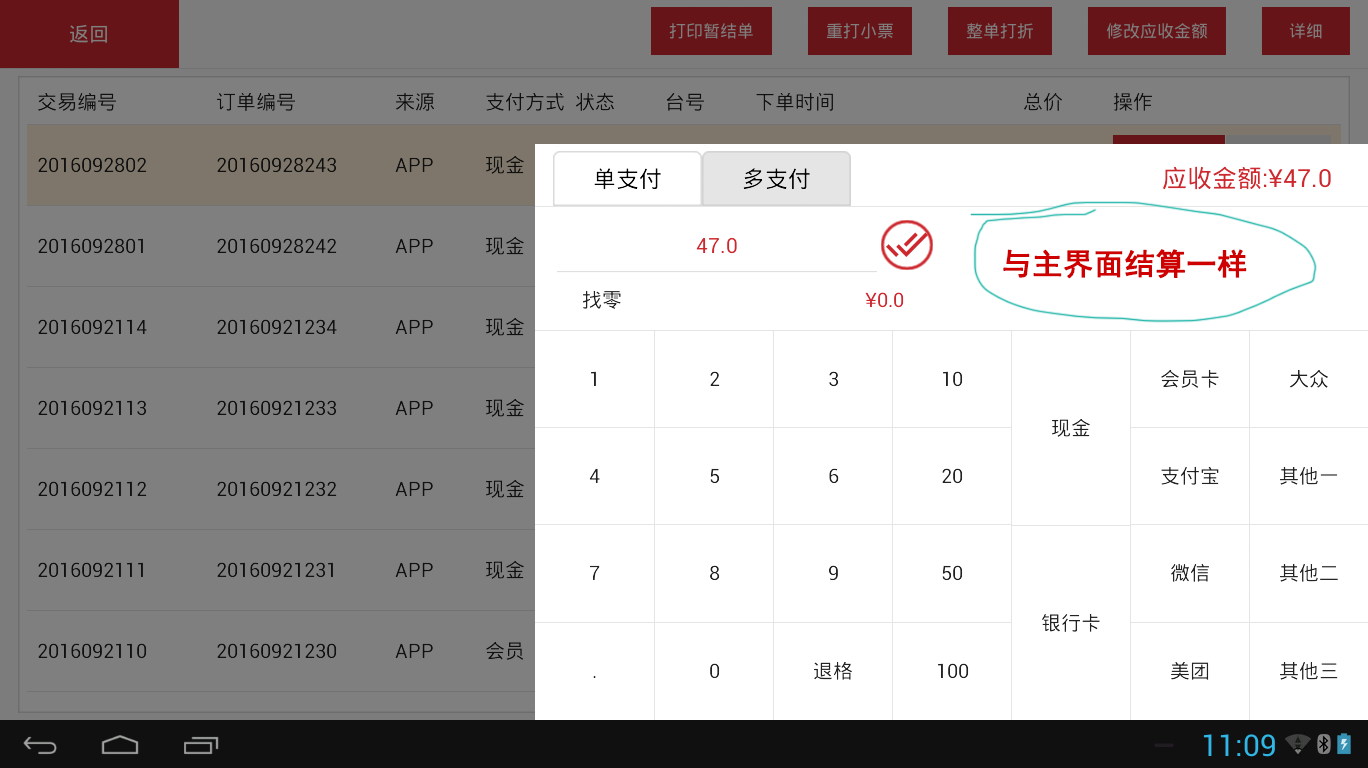 返回 打印暂结单 重打小票 整单打折 修改应收金额 详细
交易编号 订单编号 来源 支付方式 状态 台号 下单时间 总价 操作
2016092802 20160928243 APP 现金
单支付 多支付 应收金额:¥47.0
2016092801 20160928242 APP 现金
47.0
与主界面结算一样
找零 ¥0.0
2016092114 20160921234 APP 现金
2016092113 20160921233 APP 现金
2016092112 20160921232 APP 现金
2016092111 20160921231 APP 现金
2016092110 20160921230 APP 会员
1 2 3 10 现金 会员卡 大众
4 5 6 20 支付宝 其他一
7 8 9 50 银行卡 微信 其他二
. 0 退格 100 美团 其他三
11:09